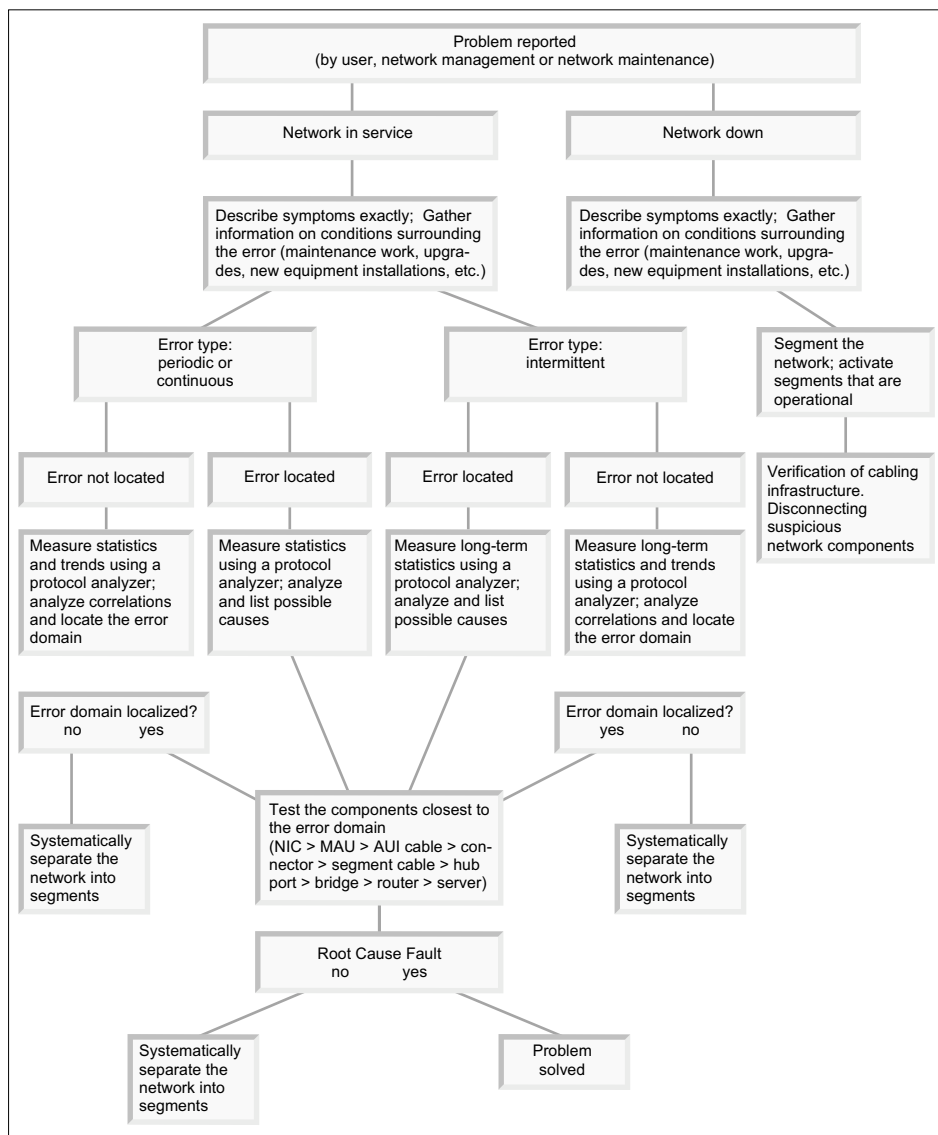 Problem reported
(by user, network management or network maintenance)
Network in service
Network down
Describe symptoms exactly;  Gather
information on conditions surrounding
the error (maintenance work, upgra-
des, new equipment installations, etc.)
Describe symptoms exactly;  Gather
information on conditions surrounding
the error (maintenance work, upgra-
des, new equipment installations, etc.)
Error type:
periodic or
continuous
Error type:
intermittent
Segment the
network; activate
segments that are
operational
Error not located
Error located
Error located
Error not located
Verification of cabling
infrastructure.
Disconnecting
suspicious
network components
Measure statistics
and trends using a
protocol analyzer;
analyze correlations
and locate the error
domain
Measure statistics
using a protocol
analyzer; analyze
and list possible
causes
Measure long-term
statistics using a
protocol analyzer;
analyze and list
possible causes
Measure long-term
statistics and trends
using a protocol
analyzer; analyze
correlations and locate
the error domain
Error domain localized?
no yes
Error domain localized?
yes no
Systematically
separate the
network into
segments
Test the components closest to
the error domain
(NIC > MAU > AUI cable > con-
nector > segment cable > hub
port > bridge > router > server)
Systematically
separate the
network into
segments
Root Cause Fault
no yes
Systematically
separate the
network into
segments
Problem
solved